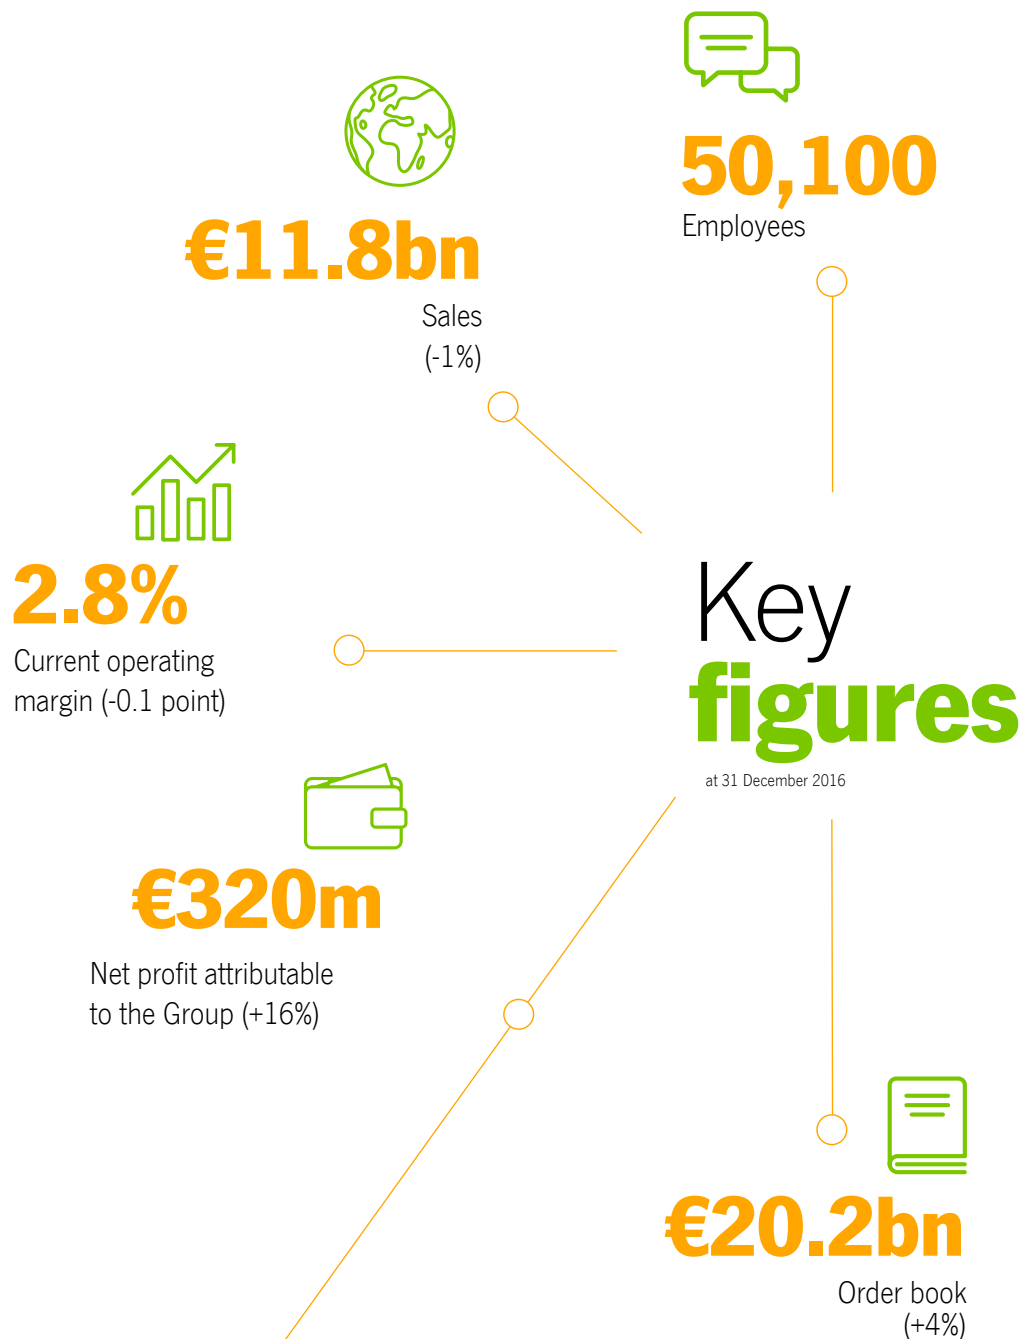 50,100
Employees
€11.8bn
Sales
(-1%)
2.8%
Current operating
margin (-0.1 point)
Key
figures
at 31 December 2016
€320m
Net profit attributable
to the Group (+16%)
€20.2bn
Order book
(+4%)